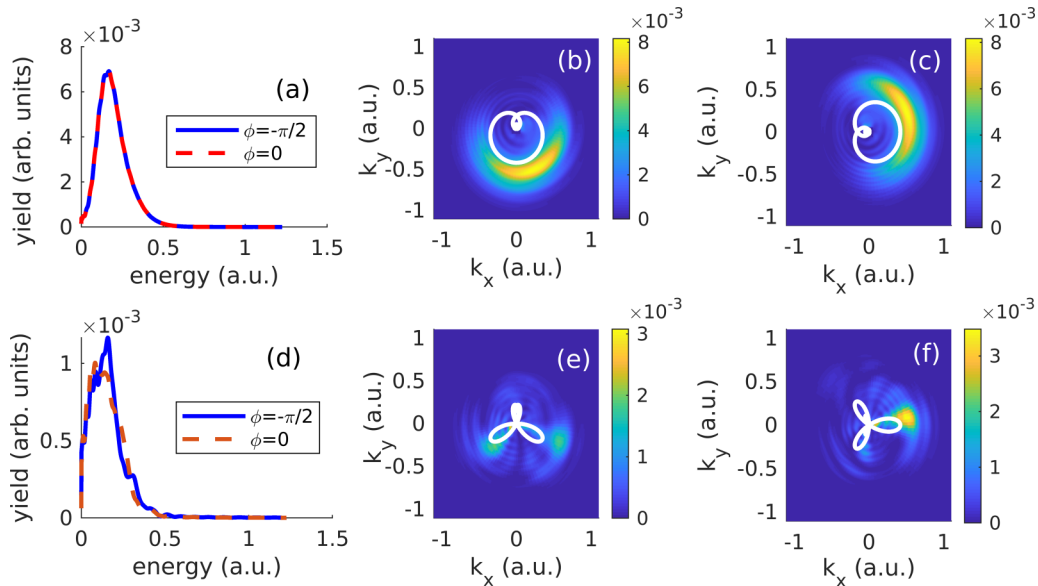 ×10⁻³
8
6
4
2
0
yield (arb. units)
(a)
ϕ=-π/2
ϕ=0
0 0.5 1 1.5
energy (a.u.)
×10⁻³
(b)
1
0.5
0
-0.5
-1
k_y (a.u.)
-1 0 1
k_x (a.u.)
8
6
4
2
0
×10⁻³
(c)
1
0.5
0
-0.5
-1
k_y (a.u.)
-1 0 1
k_x (a.u.)
8
6
4
2
0
×10⁻³
1
0.5
0
yield (arb. units)
(d)
ϕ=-π/2
ϕ=0
0 0.5 1 1.5
energy (a.u.)
×10⁻³
(e)
1
0.5
0
-0.5
-1
k_y (a.u.)
-1 0 1
k_x (a.u.)
3
2
1
0
×10⁻³
(f)
1
0.5
0
-0.5
-1
k_y (a.u.)
-1 0 1
k_x (a.u.)
3
2
1
0